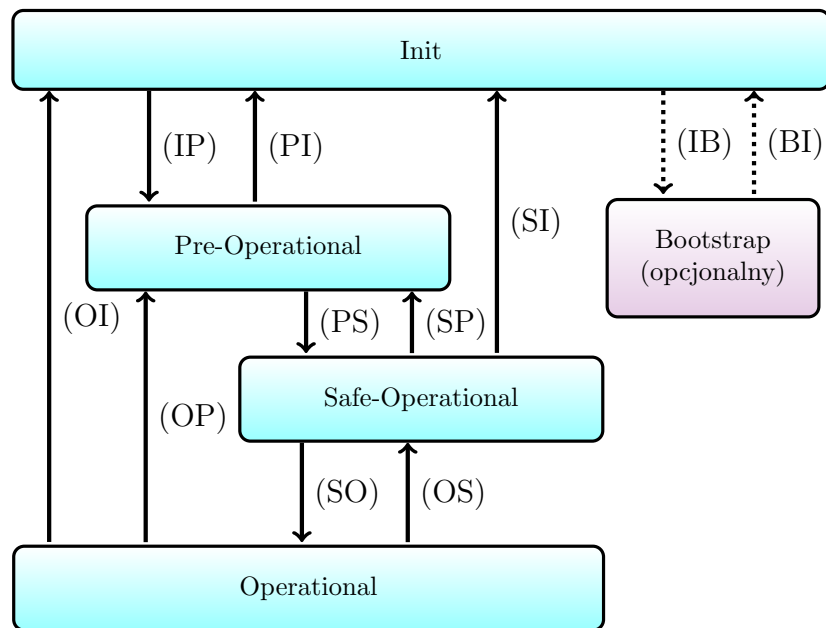 Init
(IP)
(PI)
(IB)
(BI)
(SI)
Pre-Operational
Bootstrap
(opcjonalny)
(OI)
(PS)
(SP)
Safe-Operational
(OP)
(SO)
(OS)
Operational